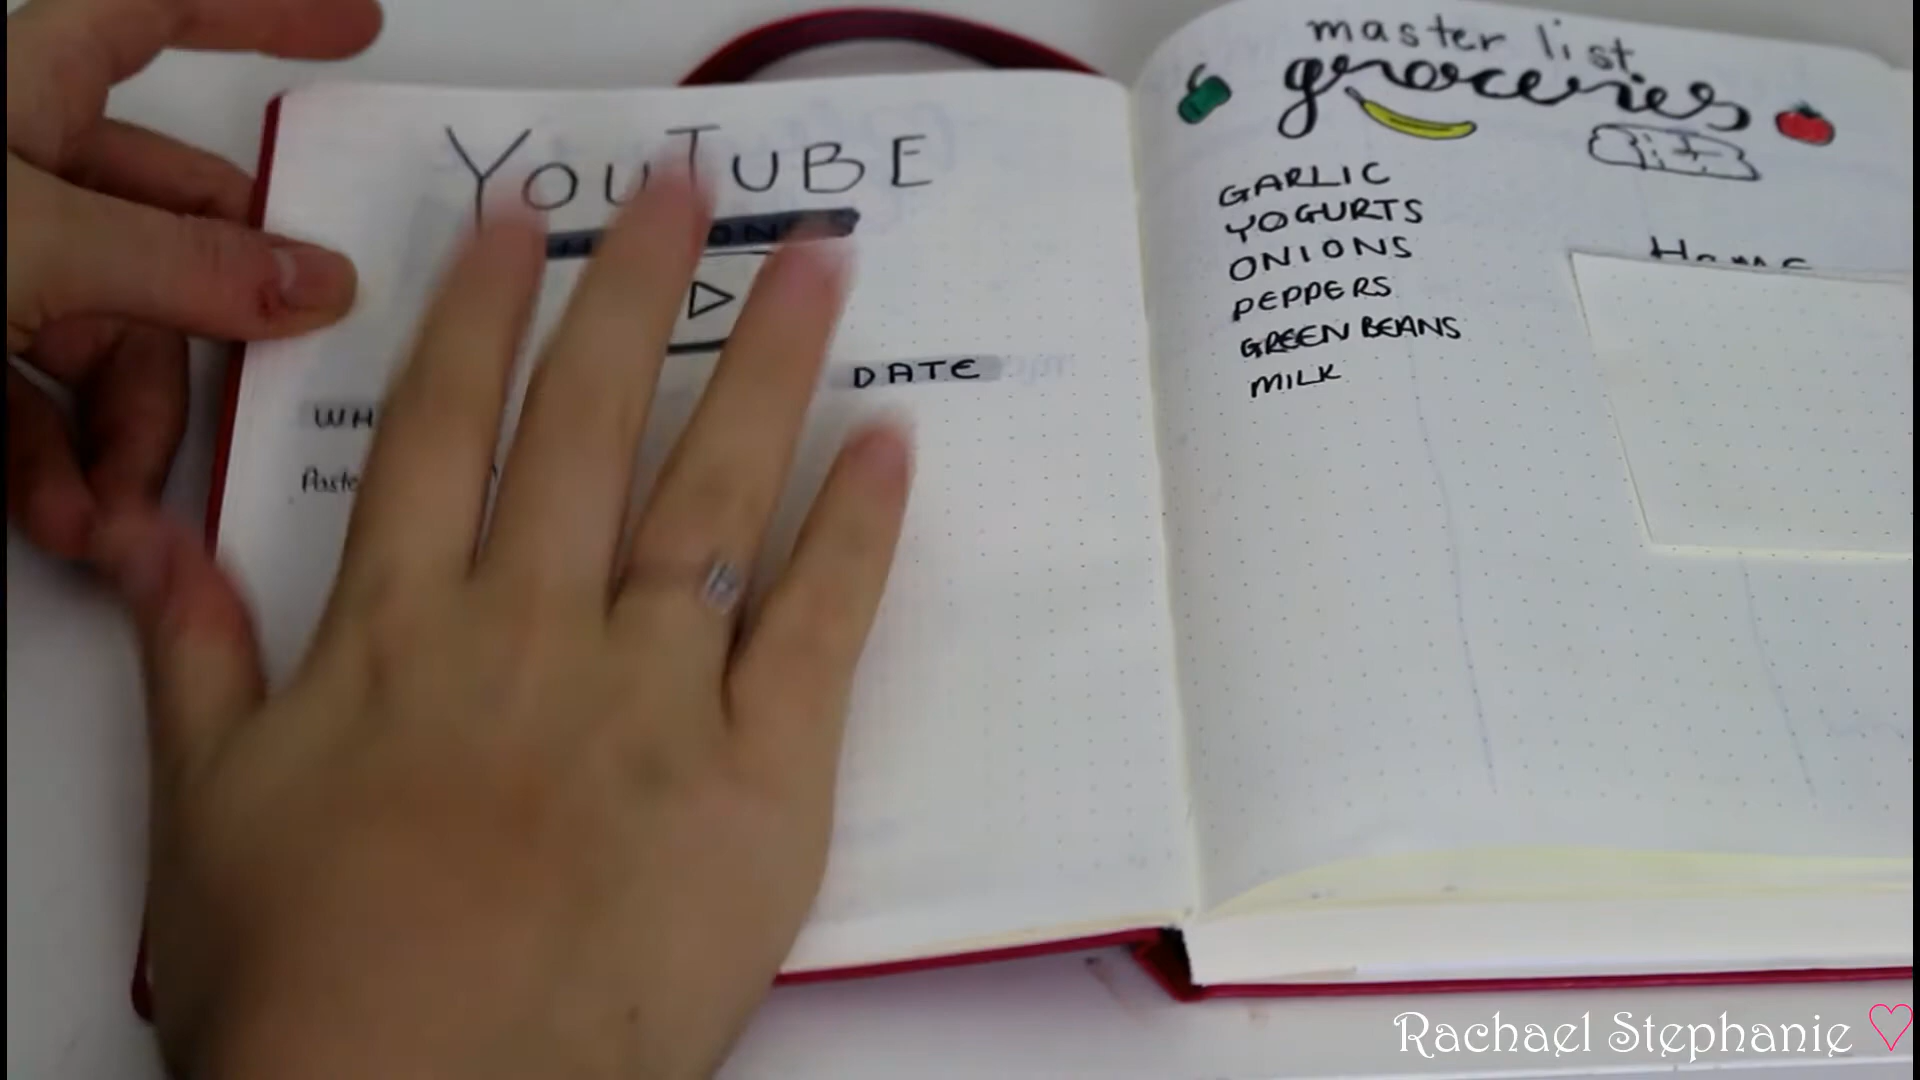 YOUTUBE
DATE
master list
groceries
GARLIC
YOGURTS
ONIONS
PEPPERS
GREEN BEANS
MILK
Rachael Stephanie ♡